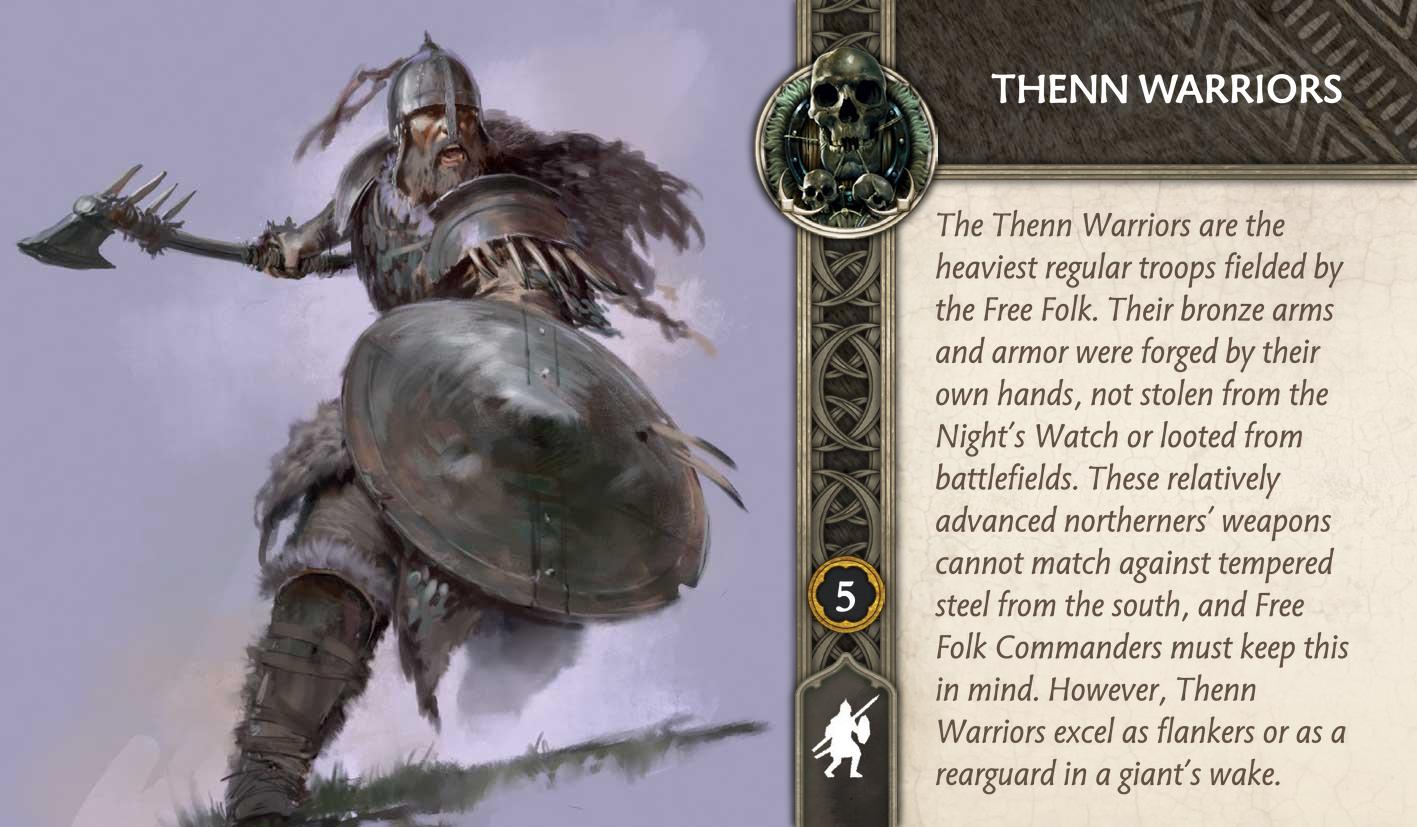 THENN WARRIORS
The Thenn Warriors are the
heaviest regular troops fielded by
the Free Folk. Their bronze arms
and armor were forged by their
own hands, not stolen from the
Night's Watch or looted from
battlefields. These relatively
advanced northerners' weapons
cannot match against tempered
steel from the south, and Free
Folk Commanders must keep this
in mind. However, Thenn
Warriors excel as flankers or as a
rearguard in a giant's wake.
5